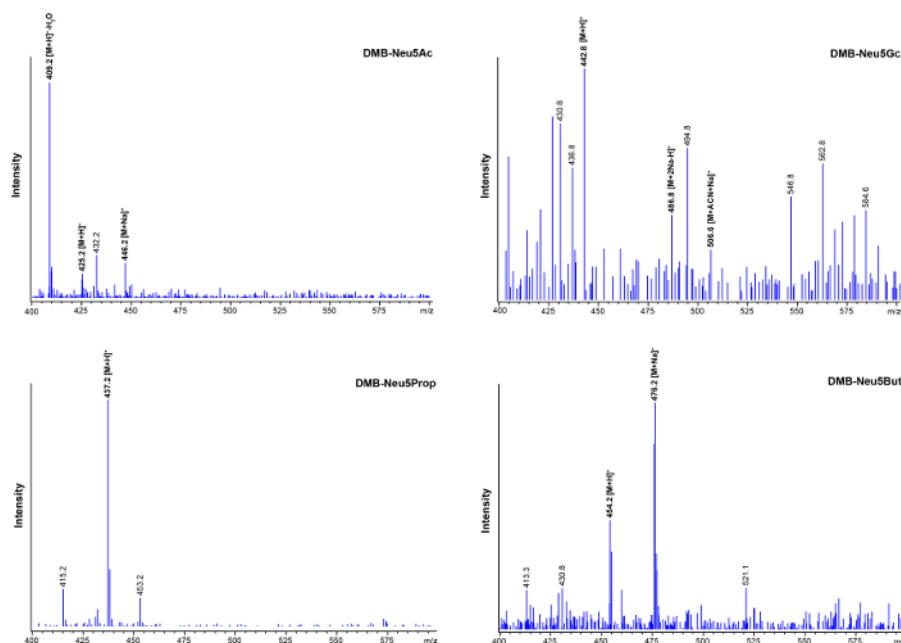 DMB-Neu5Ac
Intensity
409.2 [M+H]⁺-H₂O
425.2 [M+H]⁺
432.2
446.2 [M+Na]⁺
400 425 450 475 500 525 550 575 m/z
DMB-Neu5Gc
Intensity
430.8
436.8
442.8 [M+H]⁺
486.8 [M+2Na-H]⁺
494.8
506.6 [M+ACN+Na]⁺
546.8
562.8
584.6
400 425 450 475 500 525 550 575 m/z
DMB-Neu5Prop
Intensity
415.2
437.2 [M+H]⁺
453.2
400 425 450 475 500 525 550 575 m/z
DMB-Neu5But
Intensity
413.3
430.8
454.2 [M+H]⁺
476.2 [M+Na]⁺
521.1
400 425 450 475 500 525 550 575 m/z